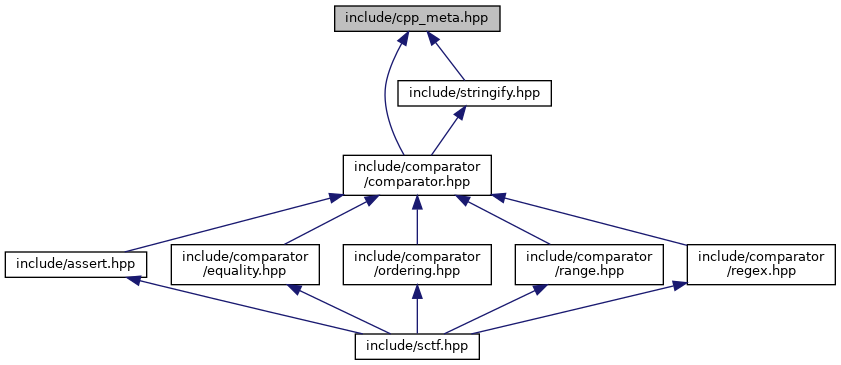 include/cpp_meta.hpp
include/stringify.hpp
include/comparator
/comparator.hpp
include/assert.hpp
include/comparator
/equality.hpp
include/comparator
/ordering.hpp
include/comparator
/range.hpp
include/comparator
/regex.hpp
include/sctf.hpp